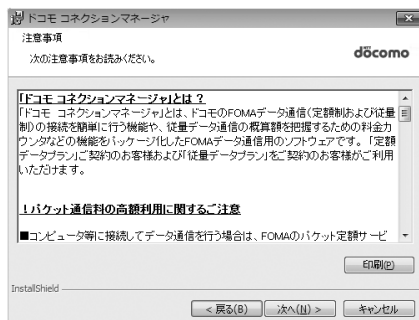 ドコモ コネクションマネージャ
注意事項
次の注意事項をお読みください。
döcomo
「ドコモ コネクションマネージャ」とは？
「ドコモ コネクションマネージャ」とは、ドコモのFOMAデータ通信(定額制および従量
制)の接続を簡単に行う機能や、従量データ通信の概算額を把握するための料金カ
ウンタなどの機能をパッケージ化したFOMAデータ通信用のソフトウェアです。「定額
データプラン」ご契約のお客様および「従量データプラン」をご契約のお客様がご利用
いただけます。
！パケット通信料の高額利用に関するご注意
■コンピュータ等に接続してデータ通信を行う場合は、FOMAのパケット定額サービ
印刷(P)
InstallShield
< 戻る(B)
次へ(N) >
キャンセル